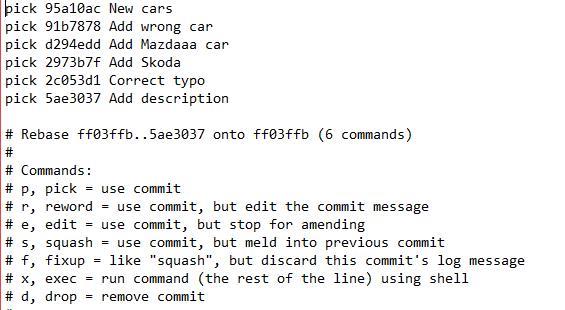 pick 95a10ac New cars
pick 91b7878 Add wrong car
pick d294edd Add Mazdaaa car
pick 2973b7f Add Skoda
pick 2c053d1 Correct typo
pick 5ae3037 Add description
# Rebase ff03ffb..5ae3037 onto ff03ffb (6 commands)
#
# Commands:
# p, pick = use commit
# r, reword = use commit, but edit the commit message
# e, edit = use commit, but stop for amending
# s, squash = use commit, but meld into previous commit
# f, fixup = like "squash", but discard this commit's log message
# x, exec = run command (the rest of the line) using shell
# d, drop = remove commit
#